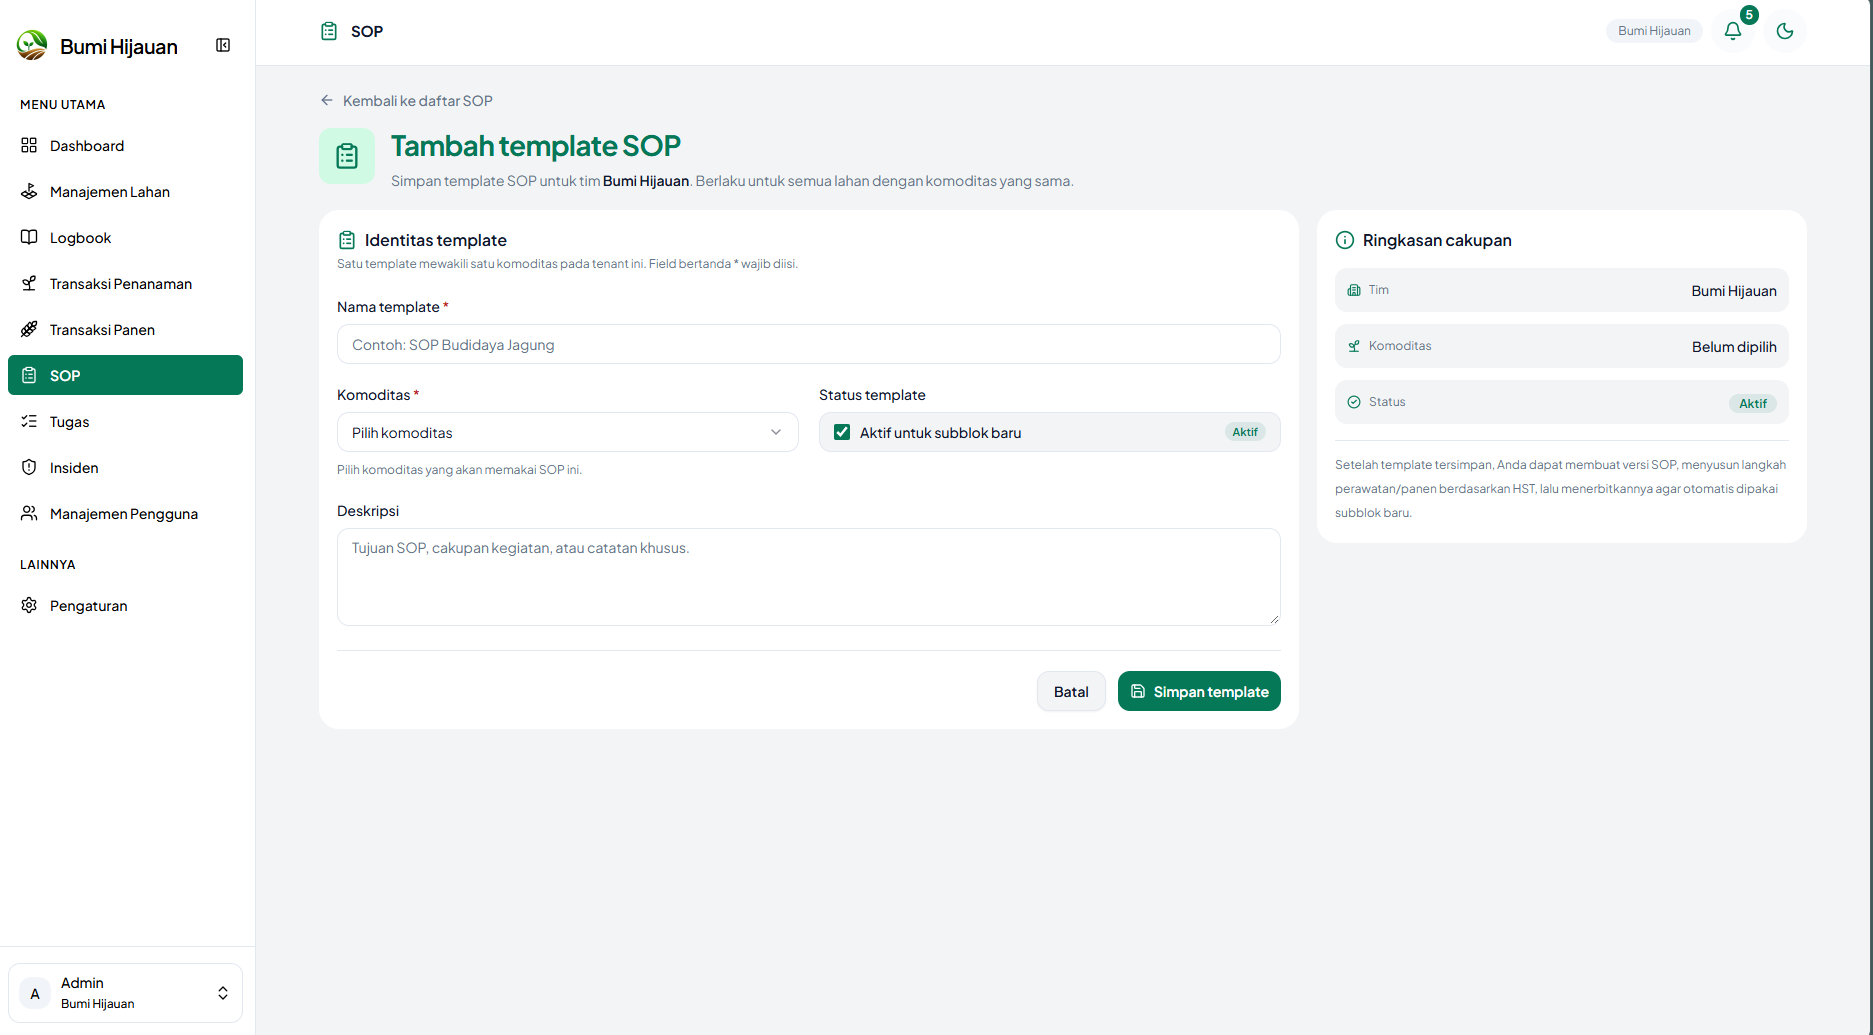 Bumi Hijauan
MENU UTAMA
Dashboard
Manajemen Lahan
Logbook
Transaksi Penanaman
Transaksi Panen
SOP
Tugas
Insiden
Manajemen Pengguna
LAINNYA
Pengaturan
A
Admin
Bumi Hijauan
SOP
Bumi Hijauan
5
Kembali ke daftar SOP
Tambah template SOP
Simpan template SOP untuk tim Bumi Hijauan. Berlaku untuk semua lahan dengan komoditas yang sama.
Identitas template
Satu template mewakili satu komoditas pada tenant ini. Field bertanda * wajib diisi.
Nama template *
Contoh: SOP Budidaya Jagung
Komoditas *
Pilih komoditas
Pilih komoditas yang akan memakai SOP ini.
Status template
Aktif untuk subblok baru
Aktif
Deskripsi
Tujuan SOP, cakupan kegiatan, atau catatan khusus.
Batal
Simpan template
Ringkasan cakupan
Tim
Bumi Hijauan
Komoditas
Belum dipilih
Status
Aktif
Setelah template tersimpan, Anda dapat membuat versi SOP, menyusun langkah
perawatan/panen berdasarkan HST, lalu menerbitkannya agar otomatis dipakai
subblok baru.